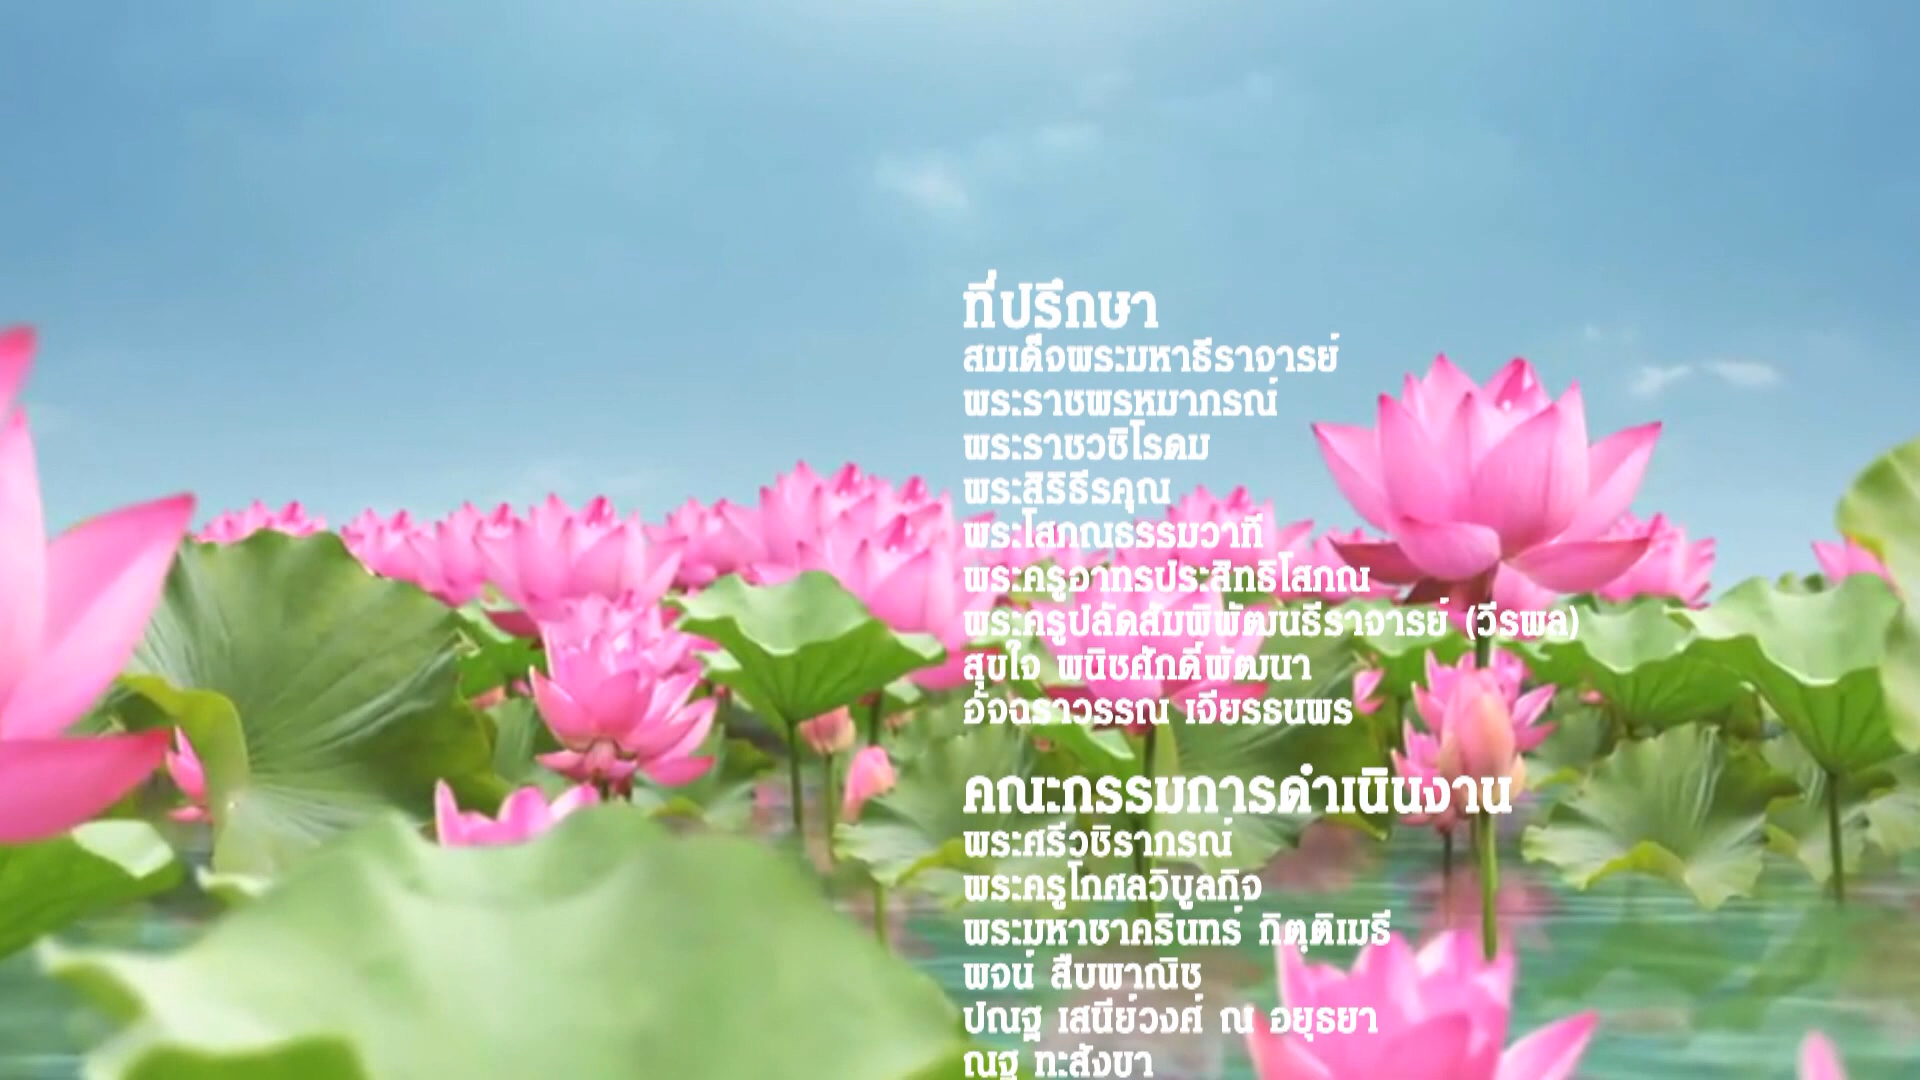 ที่ปรึกษา
สมเด็จพระมหาธีราจารย์
พระราชพรหมาภรณ์
พระราชวชิโรดม
พระสิริธีรคุณ
พระโสภณธรรมวาที
พระครูอาทรประสิทธิโสภณ
พระครูปลัดสัมพิพัฒนธีราจารย์ (วีรพล)
สุขใจ พนิชศักดิ์พัฒนา
อัจฉราวรรณ เจียรธนพร
คณะกรรมการดำเนินงาน
พระศรีวชิราภรณ์
พระครูโกศลวิบูลกิจ
พระมหาชาคริินทร์ กิตฺติเมธี
พจน์ สืบพาณิช
ปณฐ เสนีย์วงศ์ ณ อยุธยา
ณฐ ทะสังขา